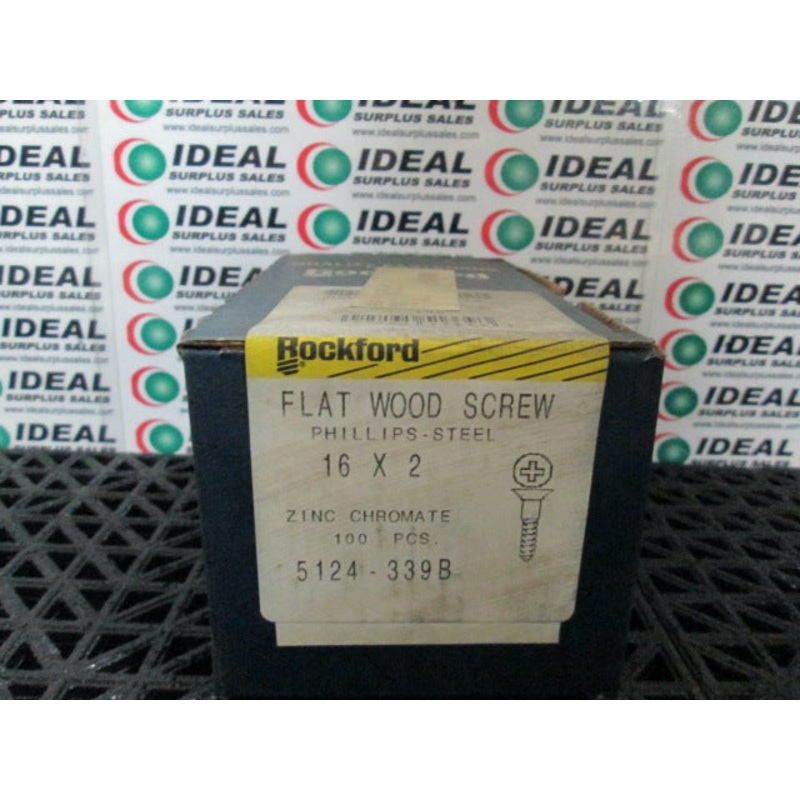 IDEAL
SURPLUS SALES
www.idealsurplussales.com
Rockford
FLAT WOOD SCREW
PHILLIPS-STEEL
16 X 2
ZINC CHROMATE
100 PCS.
5124-339B